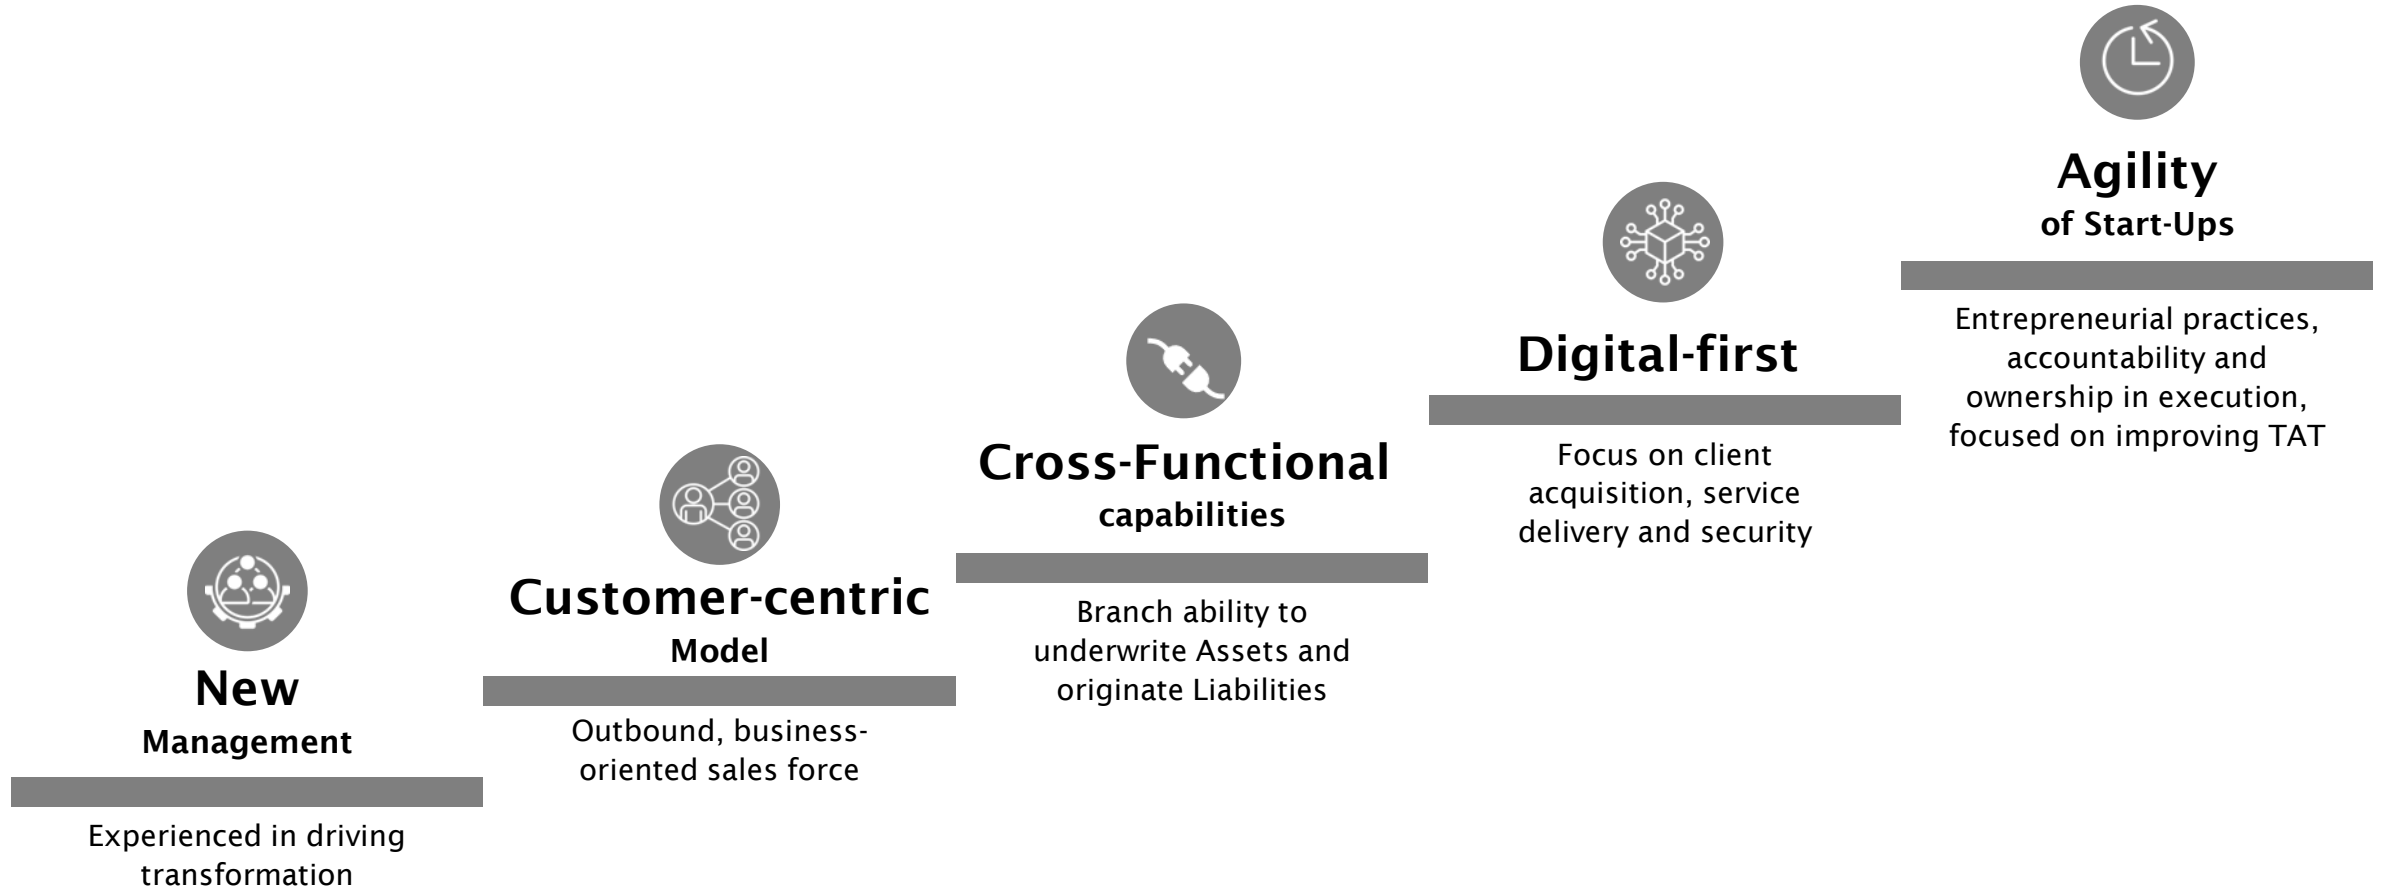 New
Management
Experienced in driving
transformation
Customer-centric
Model
Outbound, business-
oriented sales force
Cross-Functional
capabilities
Branch ability to
underwrite Assets and
originate Liabilities
Digital-first
Focus on client
acquisition, service
delivery and security
Agility
of Start-Ups
Entrepreneurial practices,
accountability and
ownership in execution,
focused on improving TAT